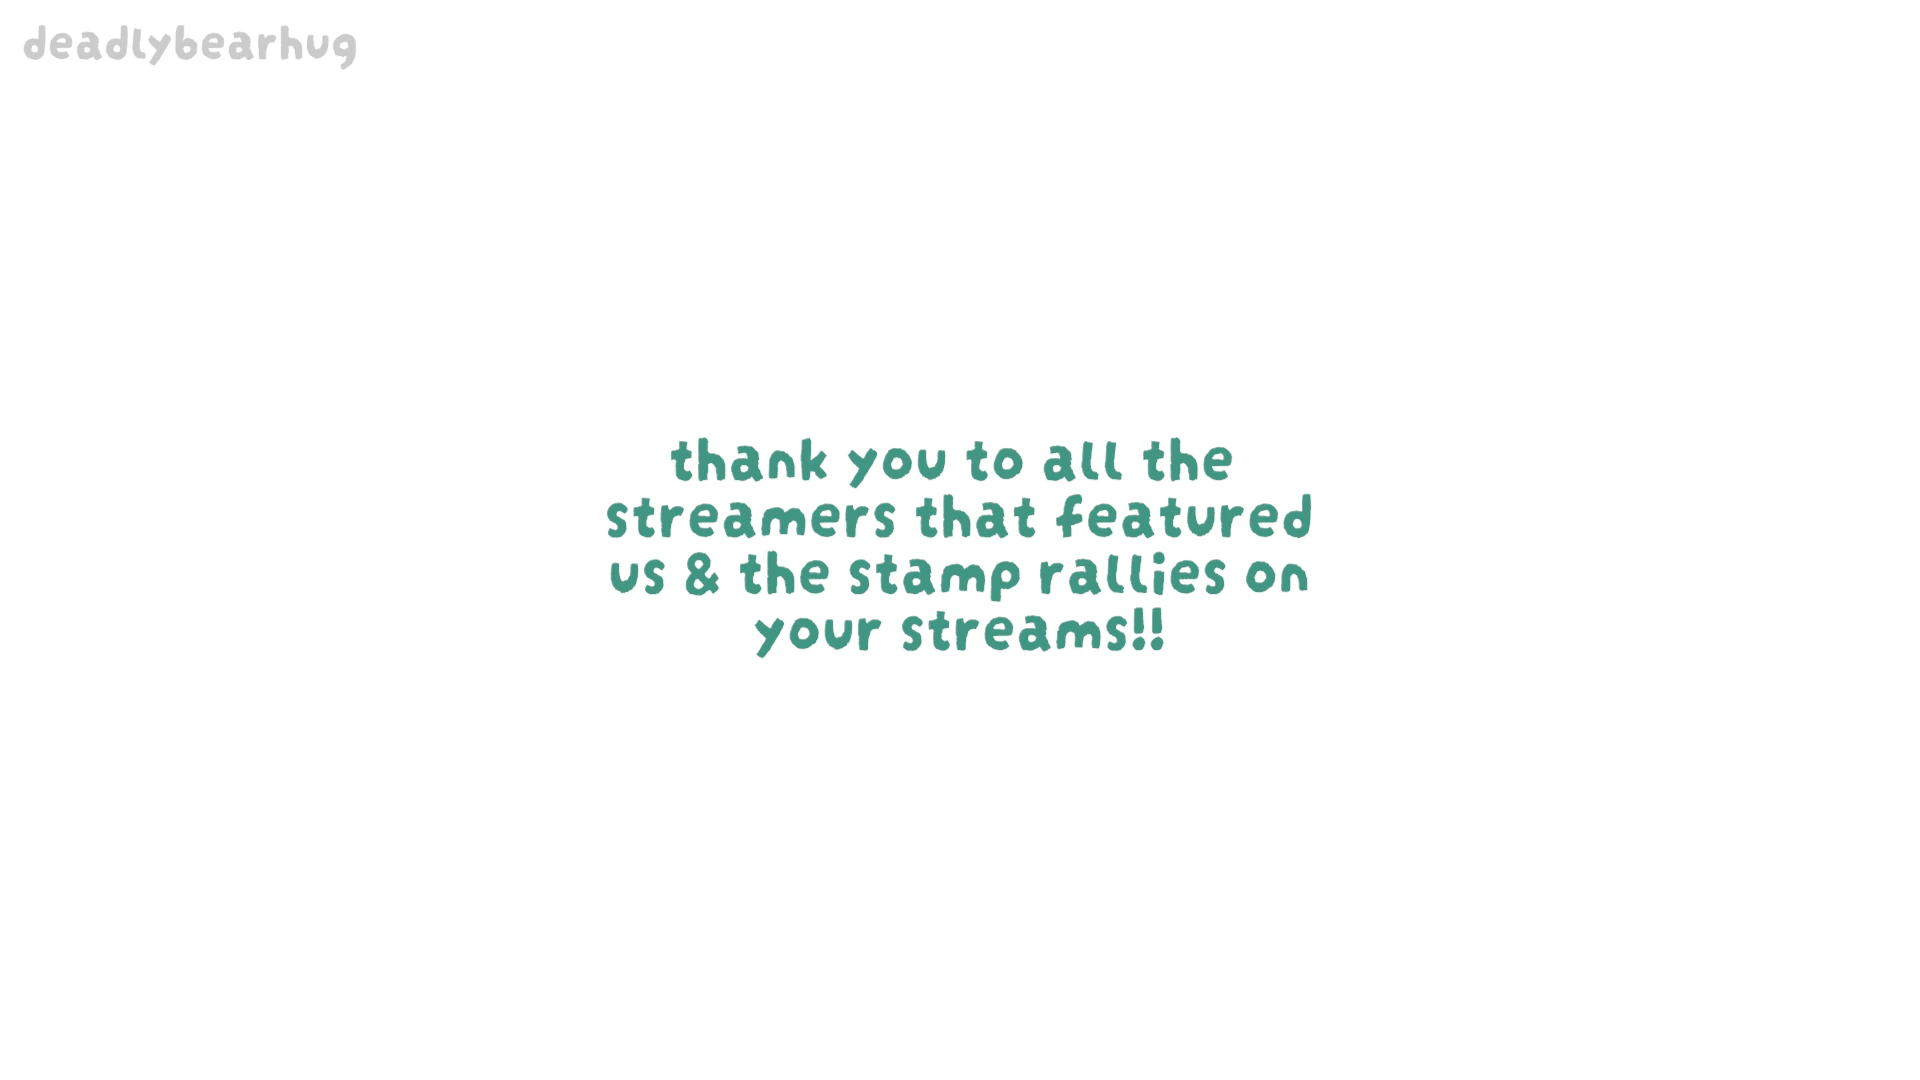 deadlybearhug
thank you to all the
streamers that featured
us & the stamp rallies on
your streams!!